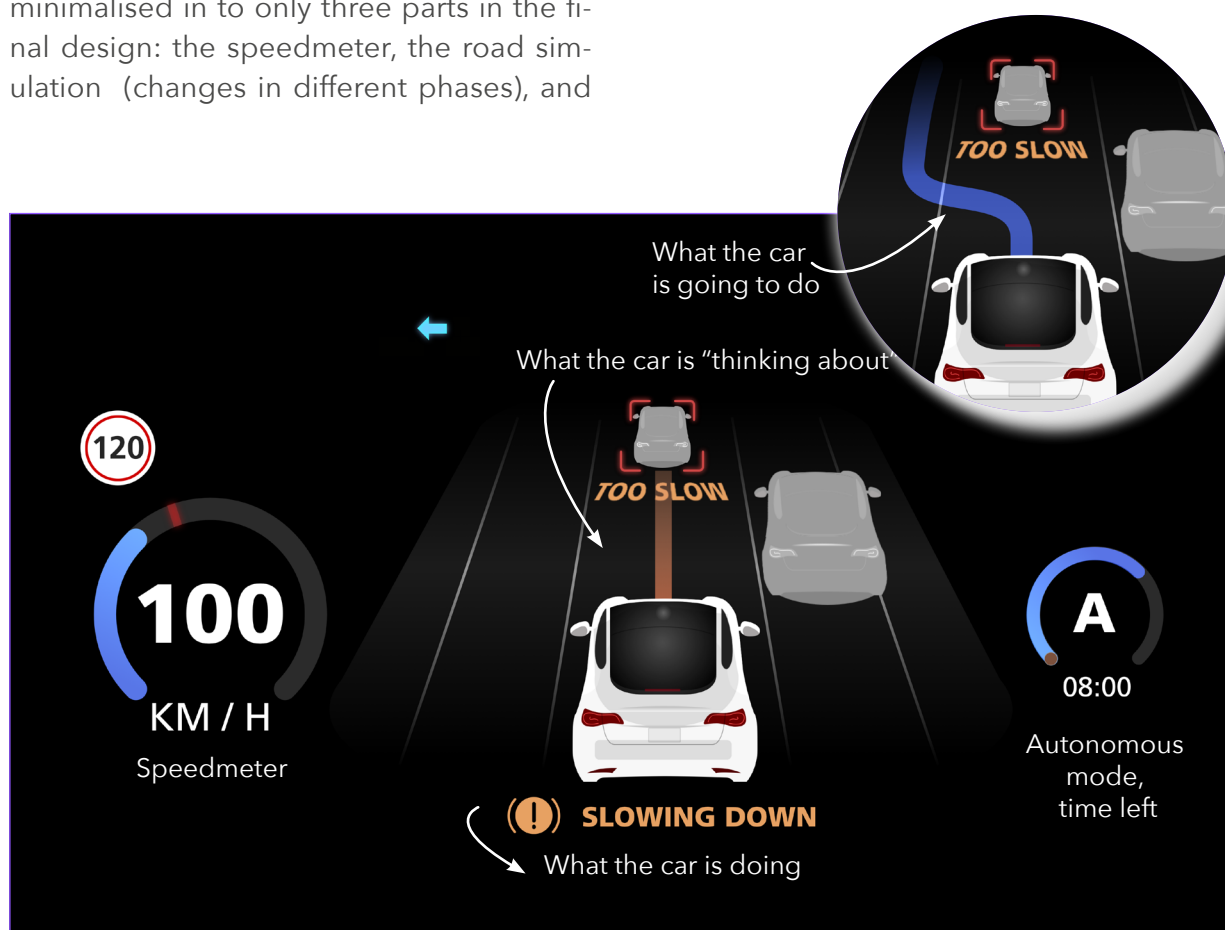 minimalised in to only three parts in the fi-
nal design: the speedmeter, the road sim-
ulation (changes in different phases), and
TOO SLOW
What the car
is going to do
What the car is “thinking about”
120
TOO SLOW
100
KM / H
Speedmeter
A
08:00
Autonomous
mode,
time left
SLOWING DOWN
What the car is doing